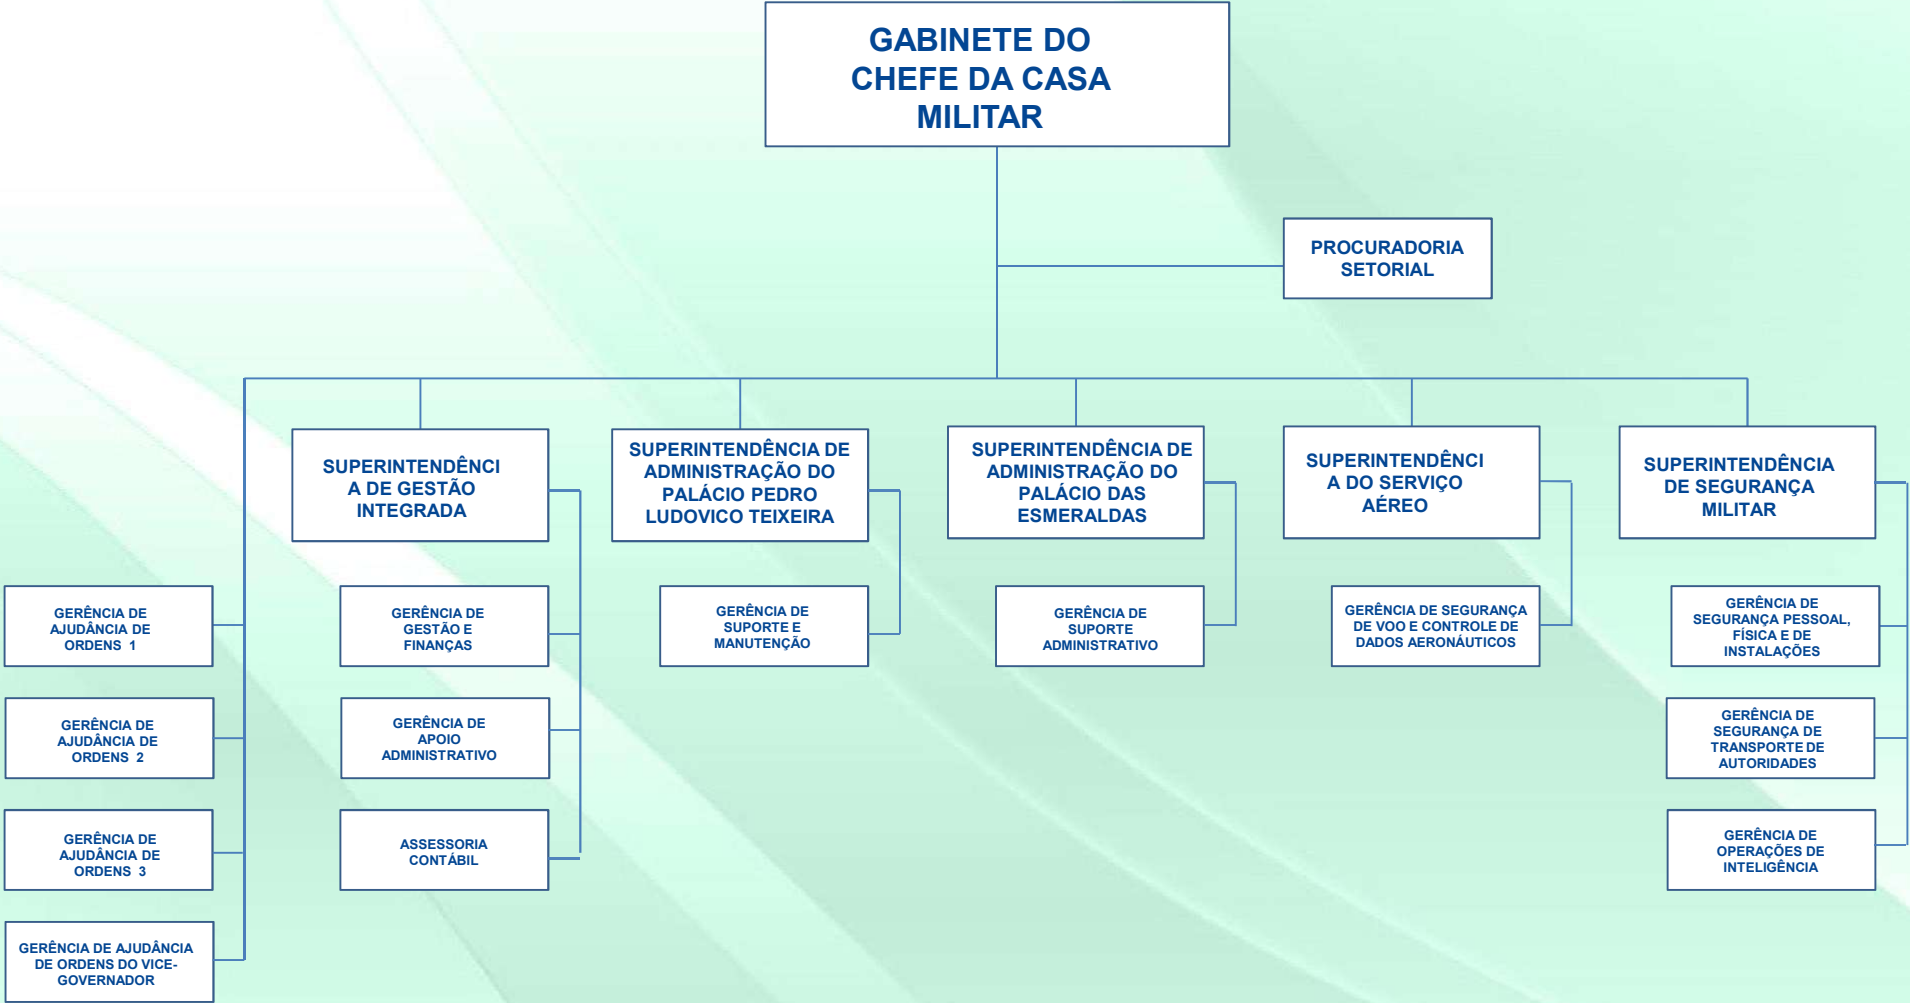 GABINETE DO
CHEFE DA CASA
MILITAR
PROCURADORIA
SETORIAL
SUPERINTENDÊNCI
A DE GESTÃO
INTEGRADA
SUPERINTENDÊNCIA DE
ADMINISTRAÇÃO DO
PALÁCIO PEDRO
LUDOVICO TEIXEIRA
SUPERINTENDÊNCIA DE
ADMINISTRAÇÃO DO
PALÁCIO DAS
ESMERALDAS
SUPERINTENDÊNCI
A DO SERVIÇO
AÉREO
SUPERINTENDÊNCIA
DE SEGURANÇA
MILITAR
GERÊNCIA DE
AJUDÂNCIA DE
ORDENS 1
GERÊNCIA DE
GESTÃO E
FINANÇAS
GERÊNCIA DE
SUPORTE E
MANUTENÇÃO
GERÊNCIA DE
SUPORTE
ADMINISTRATIVO
GERÊNCIA DE SEGURANÇA
DE VOO E CONTROLE DE
DADOS AERONÁUTICOS
GERÊNCIA DE
SEGURANÇA PESSOAL,
FÍSICA E DE
INSTALAÇÕES
GERÊNCIA DE
AJUDÂNCIA DE
ORDENS 2
GERÊNCIA DE
APOIO
ADMINISTRATIVO
GERÊNCIA DE
SEGURANÇA DE
TRANSPORTE DE
AUTORIDADES
GERÊNCIA DE
AJUDÂNCIA DE
ORDENS 3
ASSESSORIA
CONTÁBIL
GERÊNCIA DE
OPERAÇÕES DE
INTELIGÊNCIA
GERÊNCIA DE AJUDÂNCIA
DE ORDENS DO VICE-
GOVERNADOR